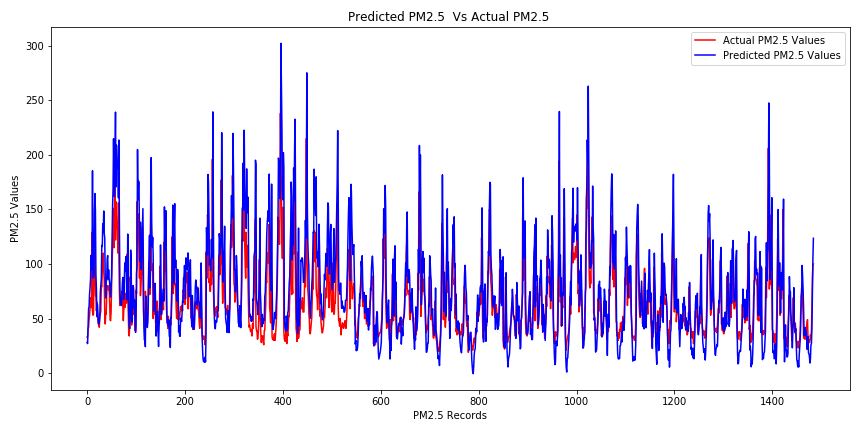 Predicted PM2.5  Vs Actual PM2.5
Actual PM2.5 Values
Predicted PM2.5 Values
PM2.5 Values
300
250
200
150
100
50
0
0 200 400 600 800 1000 1200 1400
PM2.5 Records